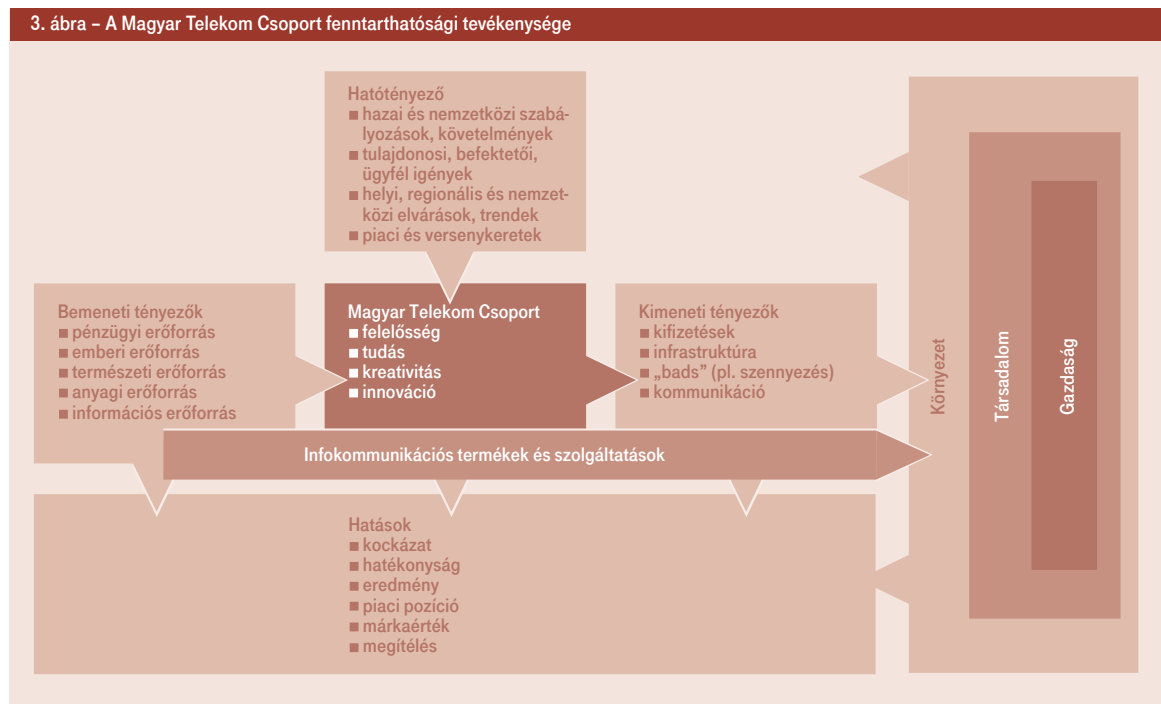 3. ábra – A Magyar Telekom Csoport fenntarthatósági tevékenysége
Hatótényező
■ hazai és nemzetközi szabá-
lyozások, követelmények
■ tulajdonosi, befektetői,
ügyfél igények
■ helyi, regionális és nemzet-
közi elvárások, trendek
■ piaci és versenykeretek
Bemeneti tényezők
■ pénzügyi erőforrás
■ emberi erőforrás
■ természeti erőforrás
■ anyagi erőforrás
■ információs erőforrás
Magyar Telekom Csoport
■ felelősség
■ tudás
■ kreativitás
■ innováció
Kimeneti tényezők
■ kifizetések
■ infrastruktúra
■ „bads” (pl. szennyezés)
■ kommunikáció
Környezet
Társadalom
Gazdaság
Infokommunikációs termékek és szolgáltatások
Hatások
■ kockázat
■ hatékonyság
■ eredmény
■ piaci pozíció
■ márkaérték
■ megítélés